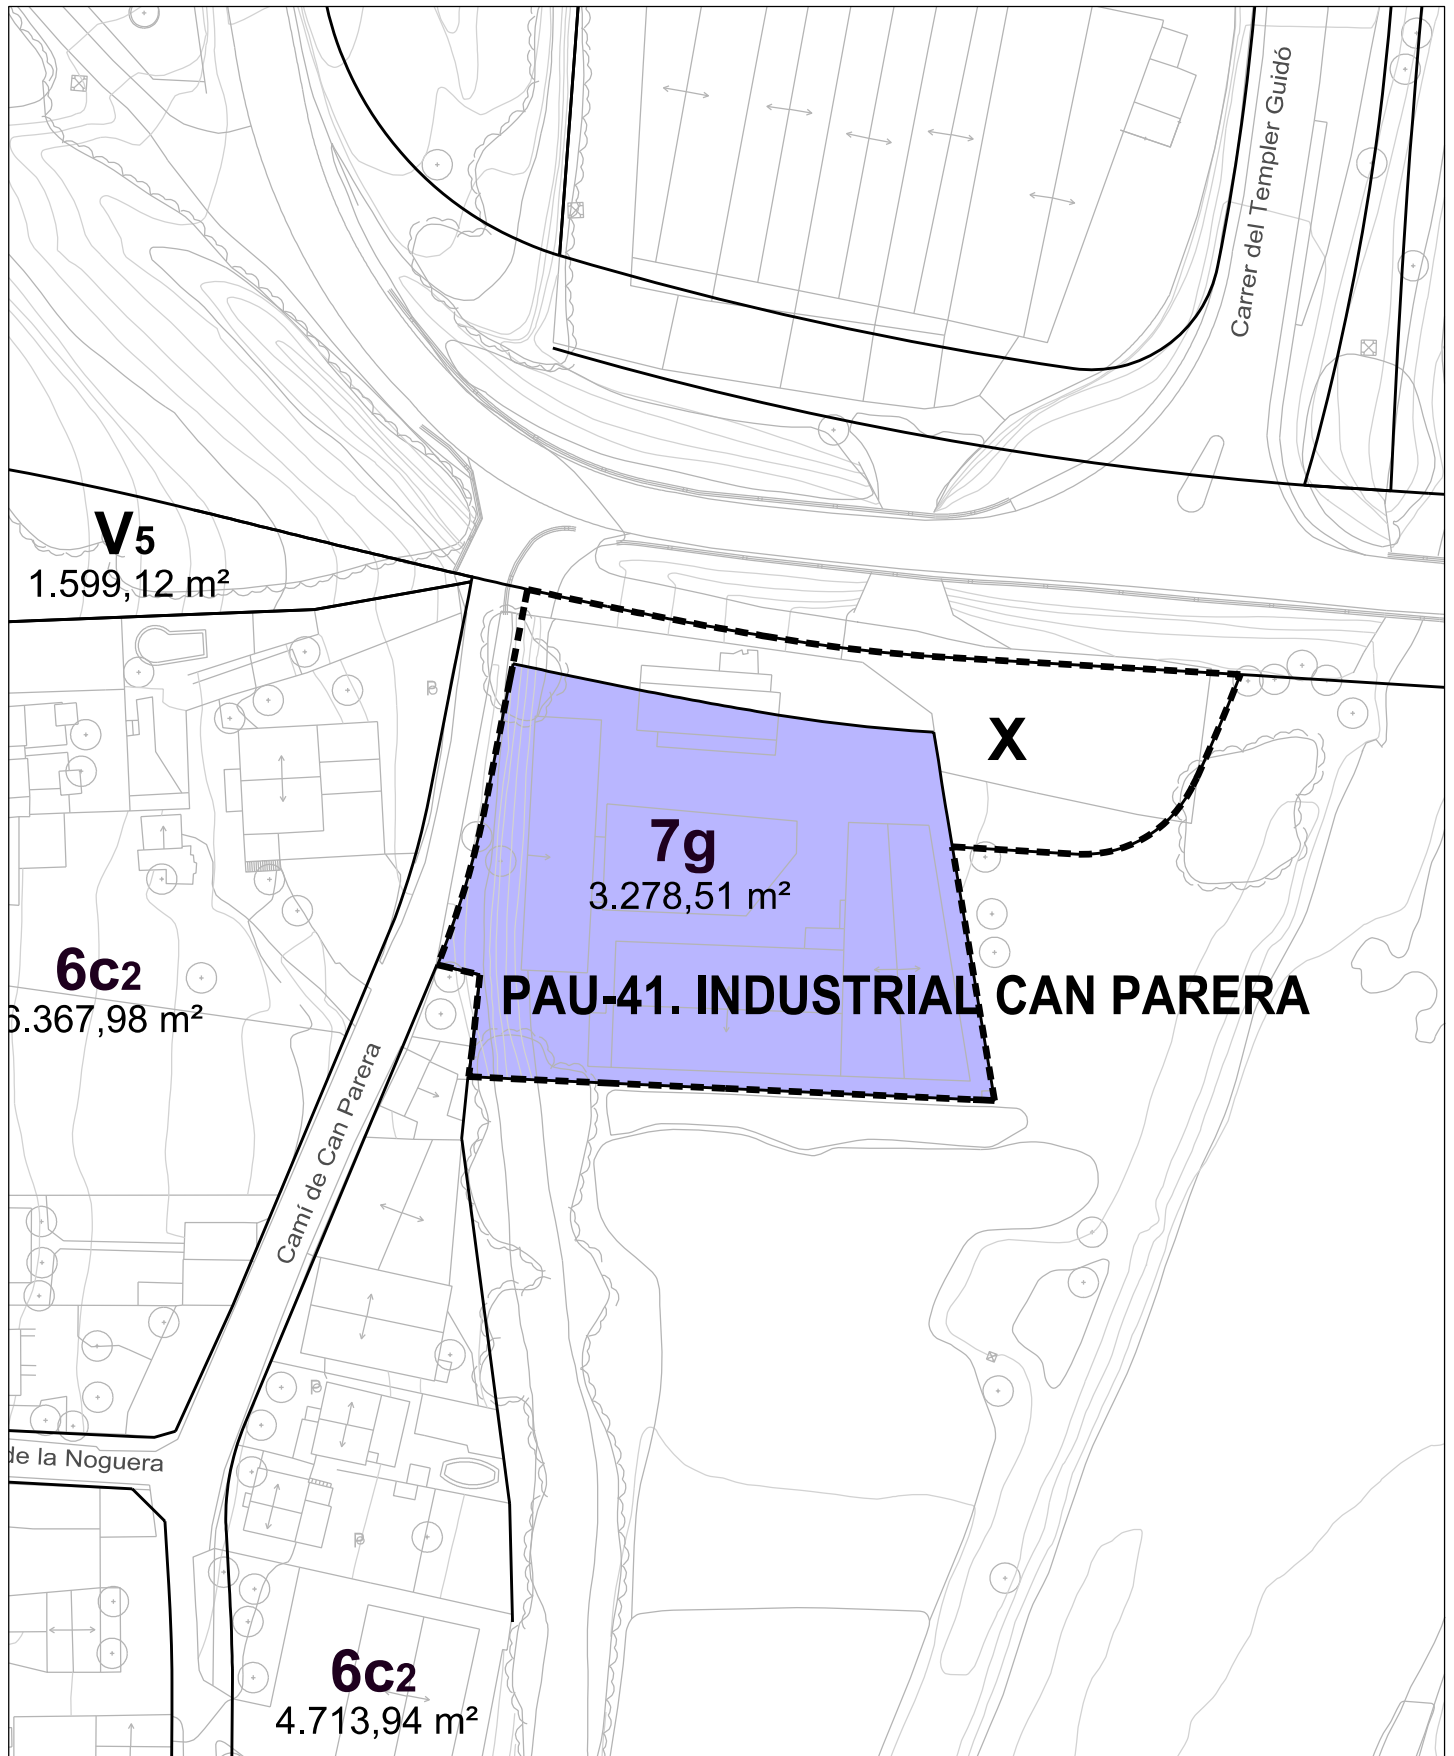 Carrer del Templer Guidó
V5
1.599,12 m²
X
7g
3.278,51 m²
6c2
6.367,98 m²
PAU-41. INDUSTRIAL CAN PARERA
Camí de Can Parera
de la Noguera
6c2
4.713,94 m²